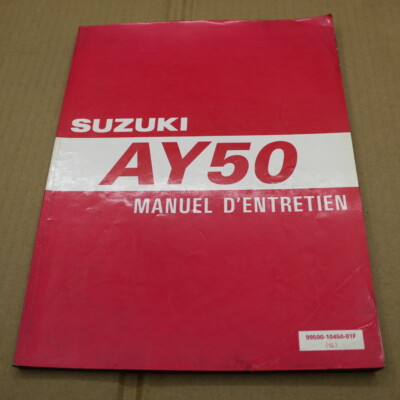 SUZUKI
AY50
MANUEL D'ENTRETIEN
99500-10450-01F